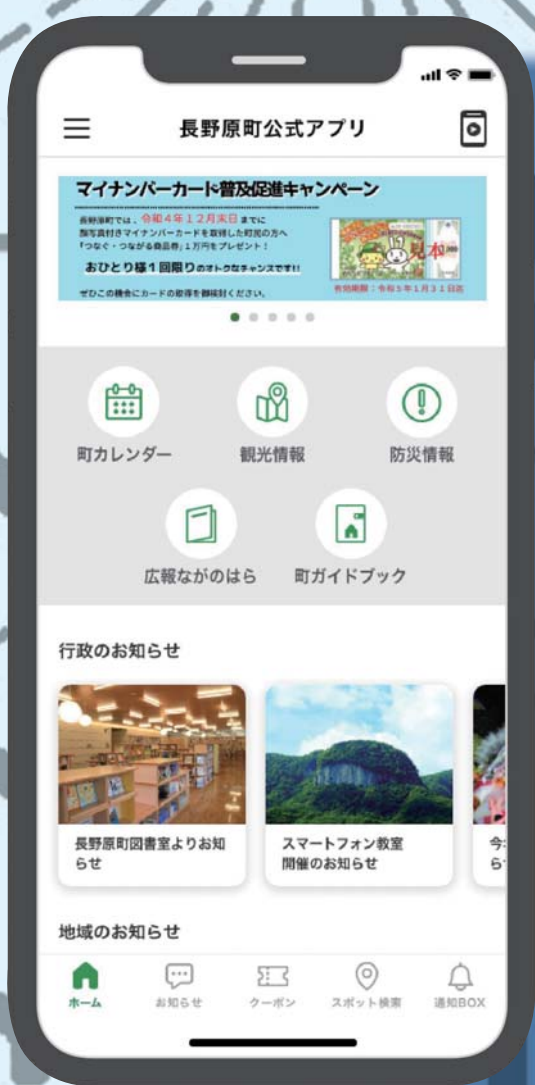 長野原町公式アプリ
マイナンバーカード普及促進キャンペーン
長野原町では、令和4年12月末日までに
顔写真付きマイナンバーカードを取得した町民の方へ
「つなぐ・つながる商品券」1万円をプレゼント！
おひとり様1回限りのオトクなチャンスです!!
ぜひこの機会にカードの取得を御検討ください。
見本
有効期限：令和5年1月31日迄
町カレンダー
観光情報
防災情報
広報ながのはら
町ガイドブック
行政のお知らせ
長野原町図書室よりお知
らせ
スマートフォン教室
開催のお知らせ
今
ら
地域のお知らせ
ホーム
お知らせ
クーポン
スポット検索
通知BOX